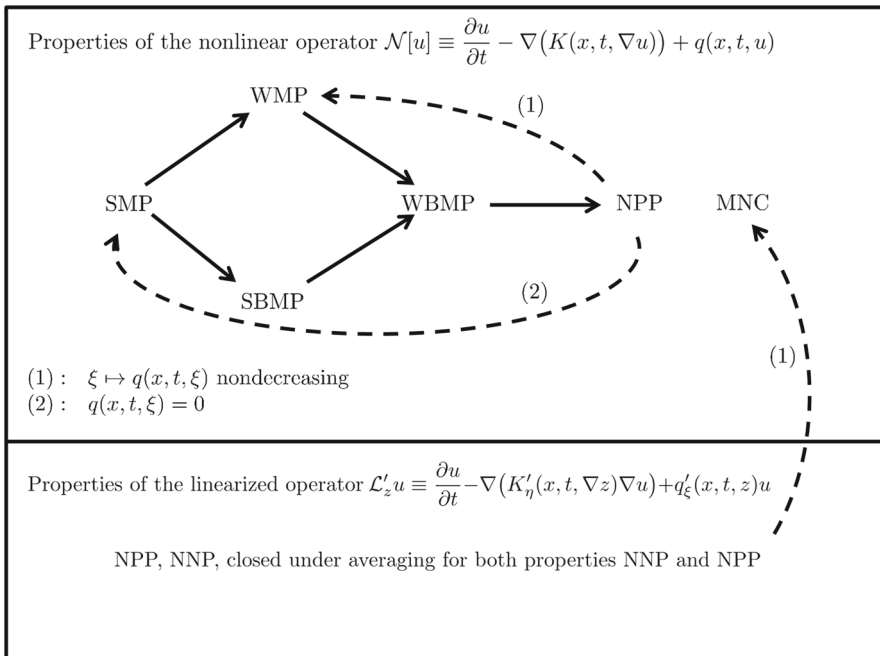 Properties of the nonlinear operator 𝒩[u] ≡ ∂u/∂t − ∇(K(x, t, ∇u)) + q(x, t, u)
WMP
(1)
SMP
WBMP
NPP
MNC
SBMP
(2)
(1)
(1) : ξ ↦ q(x, t, ξ) nondecreasing
(2) : q(x, t, ξ) = 0
Properties of the linearized operator ℒ′_z u ≡ ∂u/∂t −∇(K′_η(x, t, ∇z)∇u)+q′_ξ(x, t, z)u
NPP, NNP, closed under averaging for both properties NNP and NPP